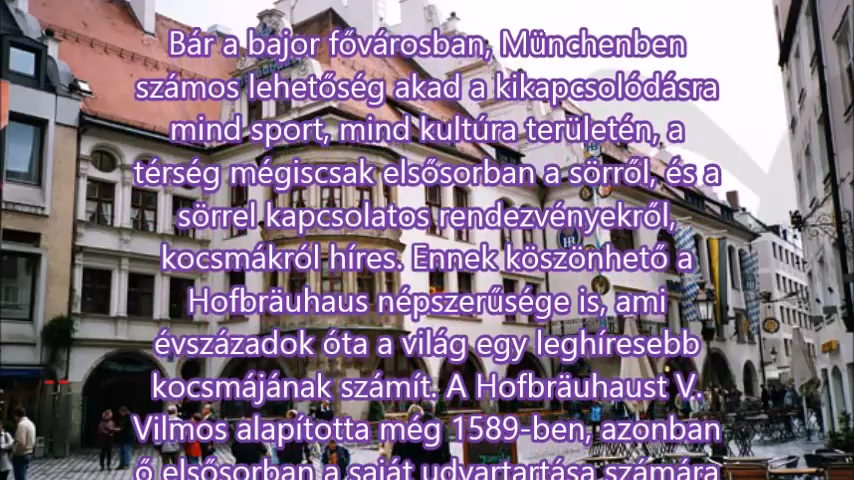 Bár a bajor fővárosban, Münchenben
számos lehetőség akad a kikapcsolódásra
mind sport, mind kultúra területén, a
térség mégiscsak elsősorban a sörről, és a
sörrel kapcsolatos rendezvényekről,
kocsmákról híres. Ennek köszönhető a
Hofbräuhaus népszerűsége is, ami
évszázadok óta a világ egy leghíresebb
kocsmájának számít. A Hofbräuhaust V.
Vilmos alapította még 1589-ben, azonban
ő elsősorban a saját udvartartása számára